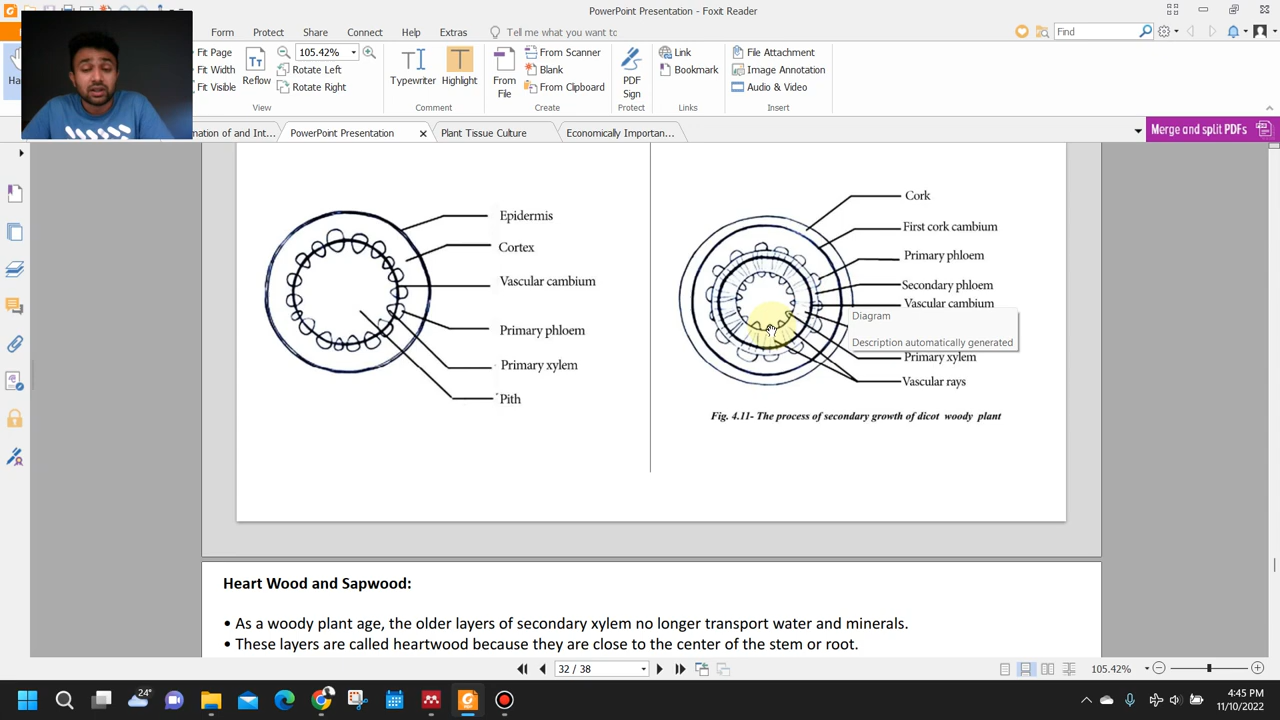 PowerPoint Presentation - Foxit Reader
Form Protect Share Connect Help Extras Tell me what you want to Find
Fit Page
Fit Width
Fit Visible
105.42%
Rotate Left
Rotate Right
Reflow
View
Typewriter
Highlight
Comment
From File
From Scanner
Blank
From Clipboard
Create
PDF Sign
Protect
Link
Bookmark
Links
File Attachment
Image Annotation
Audio & Video
Insert
mation of and Int... PowerPoint Presentation Plant Tissue Culture Economically Importan... Merge and split PDFs
Epidermis
Cortex
Vascular cambium
Primary phloem
Primary xylem
Pith
Cork
First cork cambium
Primary phloem
Secondary phloem
Vascular cambium
Diagram
Description automatically generated
Primary xylem
Vascular rays
Fig. 4.11- The process of secondary growth of dicot woody plant
Heart Wood and Sapwood:
• As a woody plant age, the older layers of secondary xylem no longer transport water and minerals.
• These layers are called heartwood because they are close to the center of the stem or root.
32 / 38
105.42%
24°
4:45 PM
11/10/2022